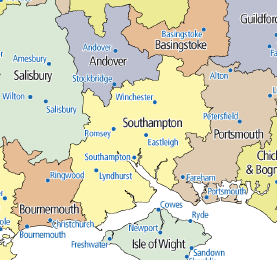 Guildford
Basingstoke
Andover
Basingstoke
Amesbury
Andover
Alton
Salisbury
Stockbridge
Wilton
Winchester
Salisbury
Petersfield
Southampton
Romsey
Portsmouth
Eastleigh
Southampton
Chic
& Bogn
Ringwood
Lyndhurst
Fareham
Portsmouth
Bournemouth
Cowes
Christchurch
Ryde
Bournemouth
Newport
Freshwater
Isle of Wight
Sandown